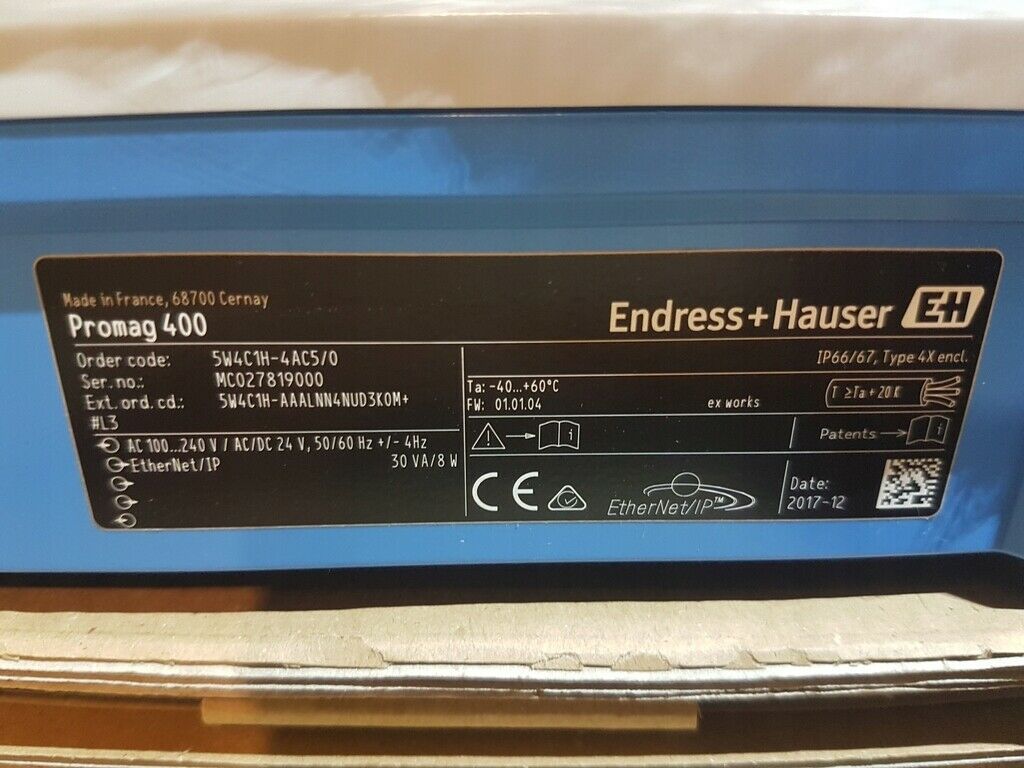 Made in France, 68700 Cernay
Promag 400
Endress+Hauser EH
Order code: 5W4C1H-4AC5/0
Ser. no.: MC027819000
Ext. ord. cd.: 5W4C1H-AAALNN4NUD3K0M+
#L3
AC 100...240 V / AC/DC 24 V, 50/60 Hz +/- 4Hz
EtherNet/IP 30 VA/8 W
IP66/67, Type 4X encl.
Ta: -40...+60°C
FW: 01.01.04 ex works
T ≥Ta + 20 K
i
Patents i
CE
EtherNet/IP™
Date:
2017-12